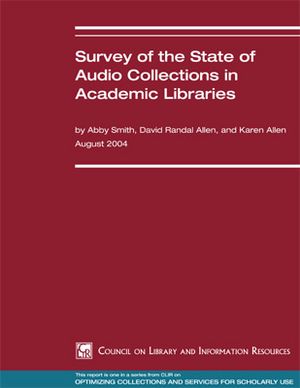 Survey of the State of
Audio Collections in
Academic Libraries
by Abby Smith, David Randal Allen, and Karen Allen
August 2004
CLIR
Council on Library and Information Resources
This report is one in a series from CLIR on
OPTIMIZING COLLECTIONS AND SERVICES FOR SCHOLARLY USE